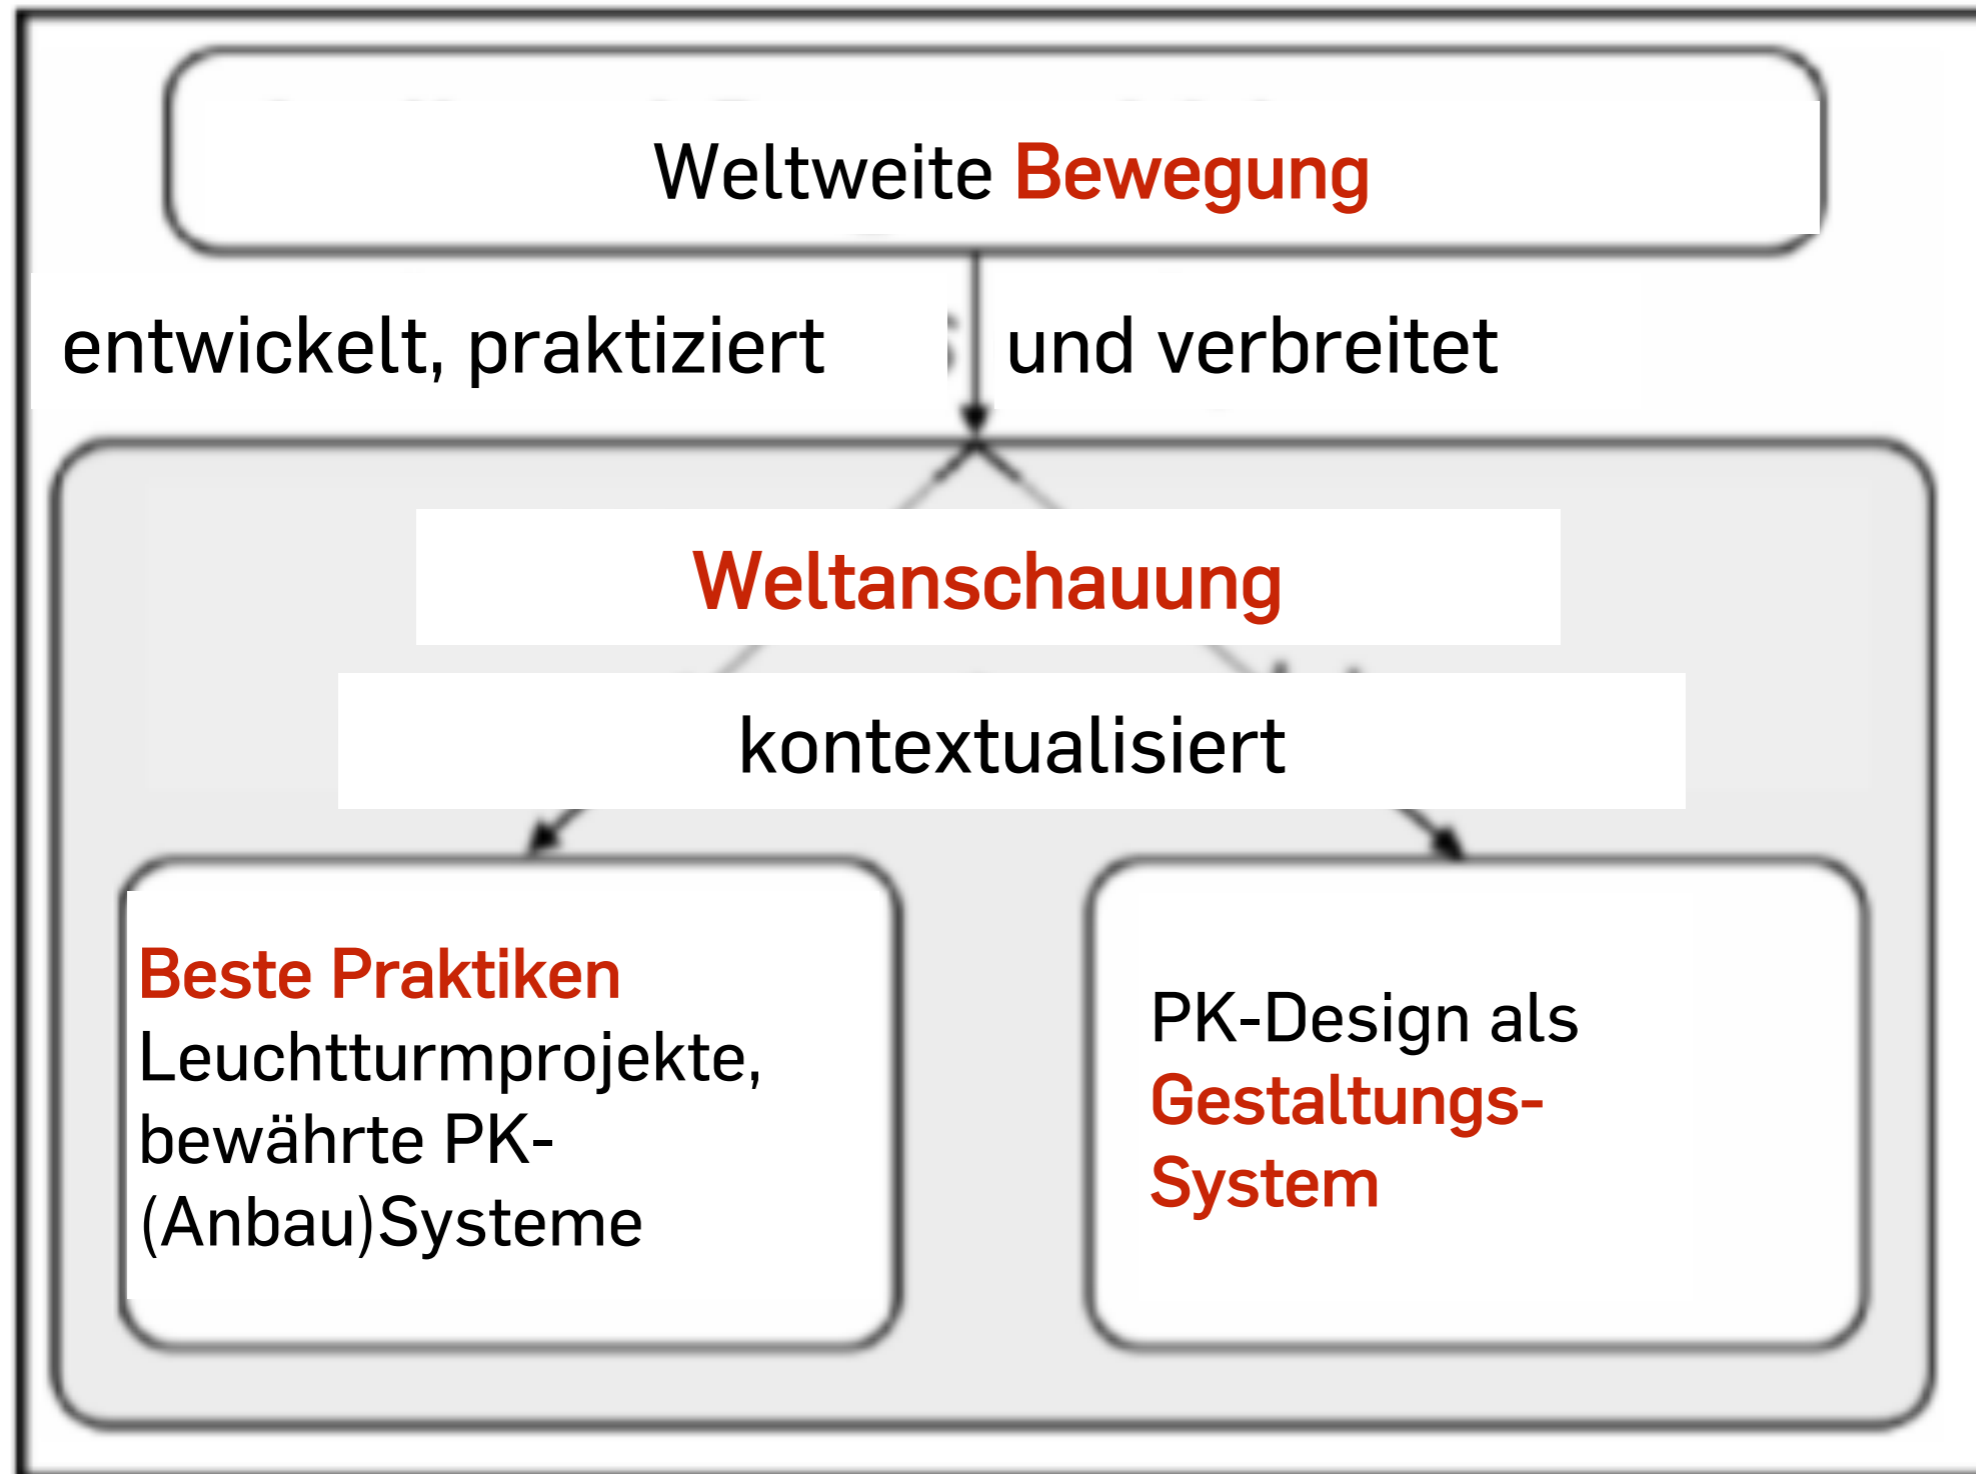 Weltweite Bewegung
entwickelt, praktiziert und verbreitet
Weltanschauung
kontextualisiert
Beste Praktiken
Leuchtturmprojekte,
bewährte PK-
(Anbau)Systeme
PK-Design als
Gestaltungs-
System